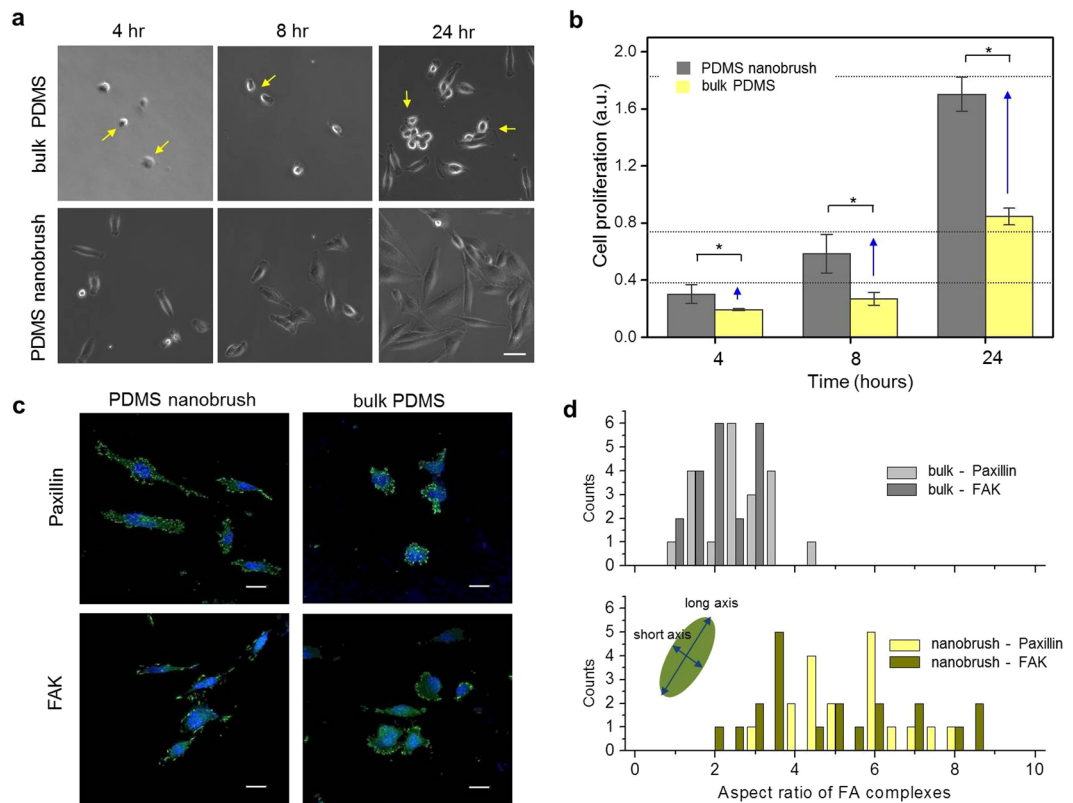 a
4 hr
8 hr
24 hr
bulk PDMS
PDMS nanobrush
b
2.0
1.6
1.2
0.8
0.4
0.0
Cell proliferation (a.u.)
PDMS nanobrush
bulk PDMS
*
*
*
4
8
24
Time (hours)
c
PDMS nanobrush
bulk PDMS
Paxillin
FAK
d
6
5
4
3
2
1
0
Counts
bulk - Paxillin
bulk - FAK
6
5
4
3
2
1
0
Counts
long axis
short axis
nanobrush - Paxillin
nanobrush - FAK
0
2
4
6
8
10
Aspect ratio of FA complexes